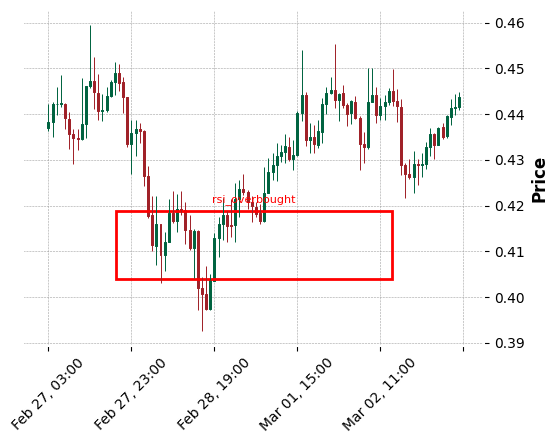 0.46
0.45
0.44
0.43
0.42
0.41
0.40
0.39
Price
rsi_overbought
Feb 27, 03:00
Feb 27, 23:00
Feb 28, 19:00
Mar 01, 15:00
Mar 02, 11:00